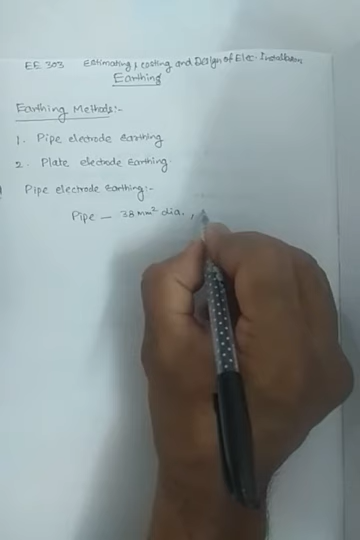 EE 303 Estimating, costing and Design of Elec. Installation
Earthing
Earthing Methods:-
1. Pipe electrode Earthing
2. Plate electrode Earthing.
Pipe electrode Earthing:-
Pipe — 38 mm² dia. ,